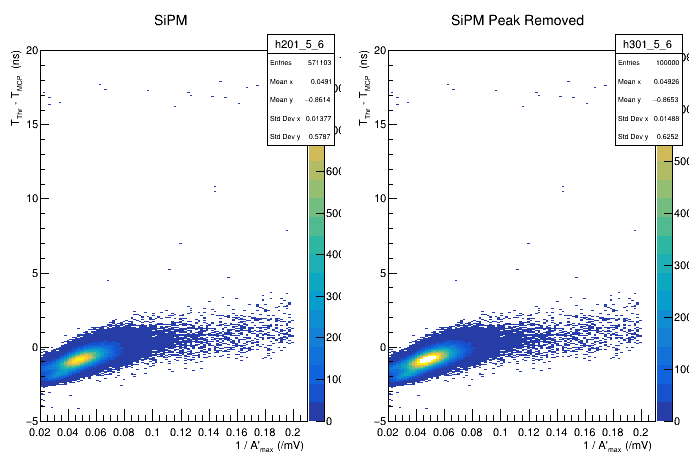 SiPM
h201_5_6
Entries 571103
Mean x 0.0491
Mean y −0.8614
Std Dev x 0.01377
Std Dev y 0.5787
T_Thr - T_MCP (ns)
20
15
10
5
0
−5
0.02 0.04 0.06 0.08 0.1 0.12 0.14 0.16 0.18 0.2
1 / A'_max (/mV)
600
500
400
300
200
100
0
SiPM Peak Removed
h301_5_6
Entries 100000
Mean x 0.04926
Mean y −0.8653
Std Dev x 0.01488
Std Dev y 0.6252
T_Thr - T_MCP (ns)
20
15
10
5
0
−5
0.02 0.04 0.06 0.08 0.1 0.12 0.14 0.16 0.18 0.2
1 / A'_max (/mV)
0